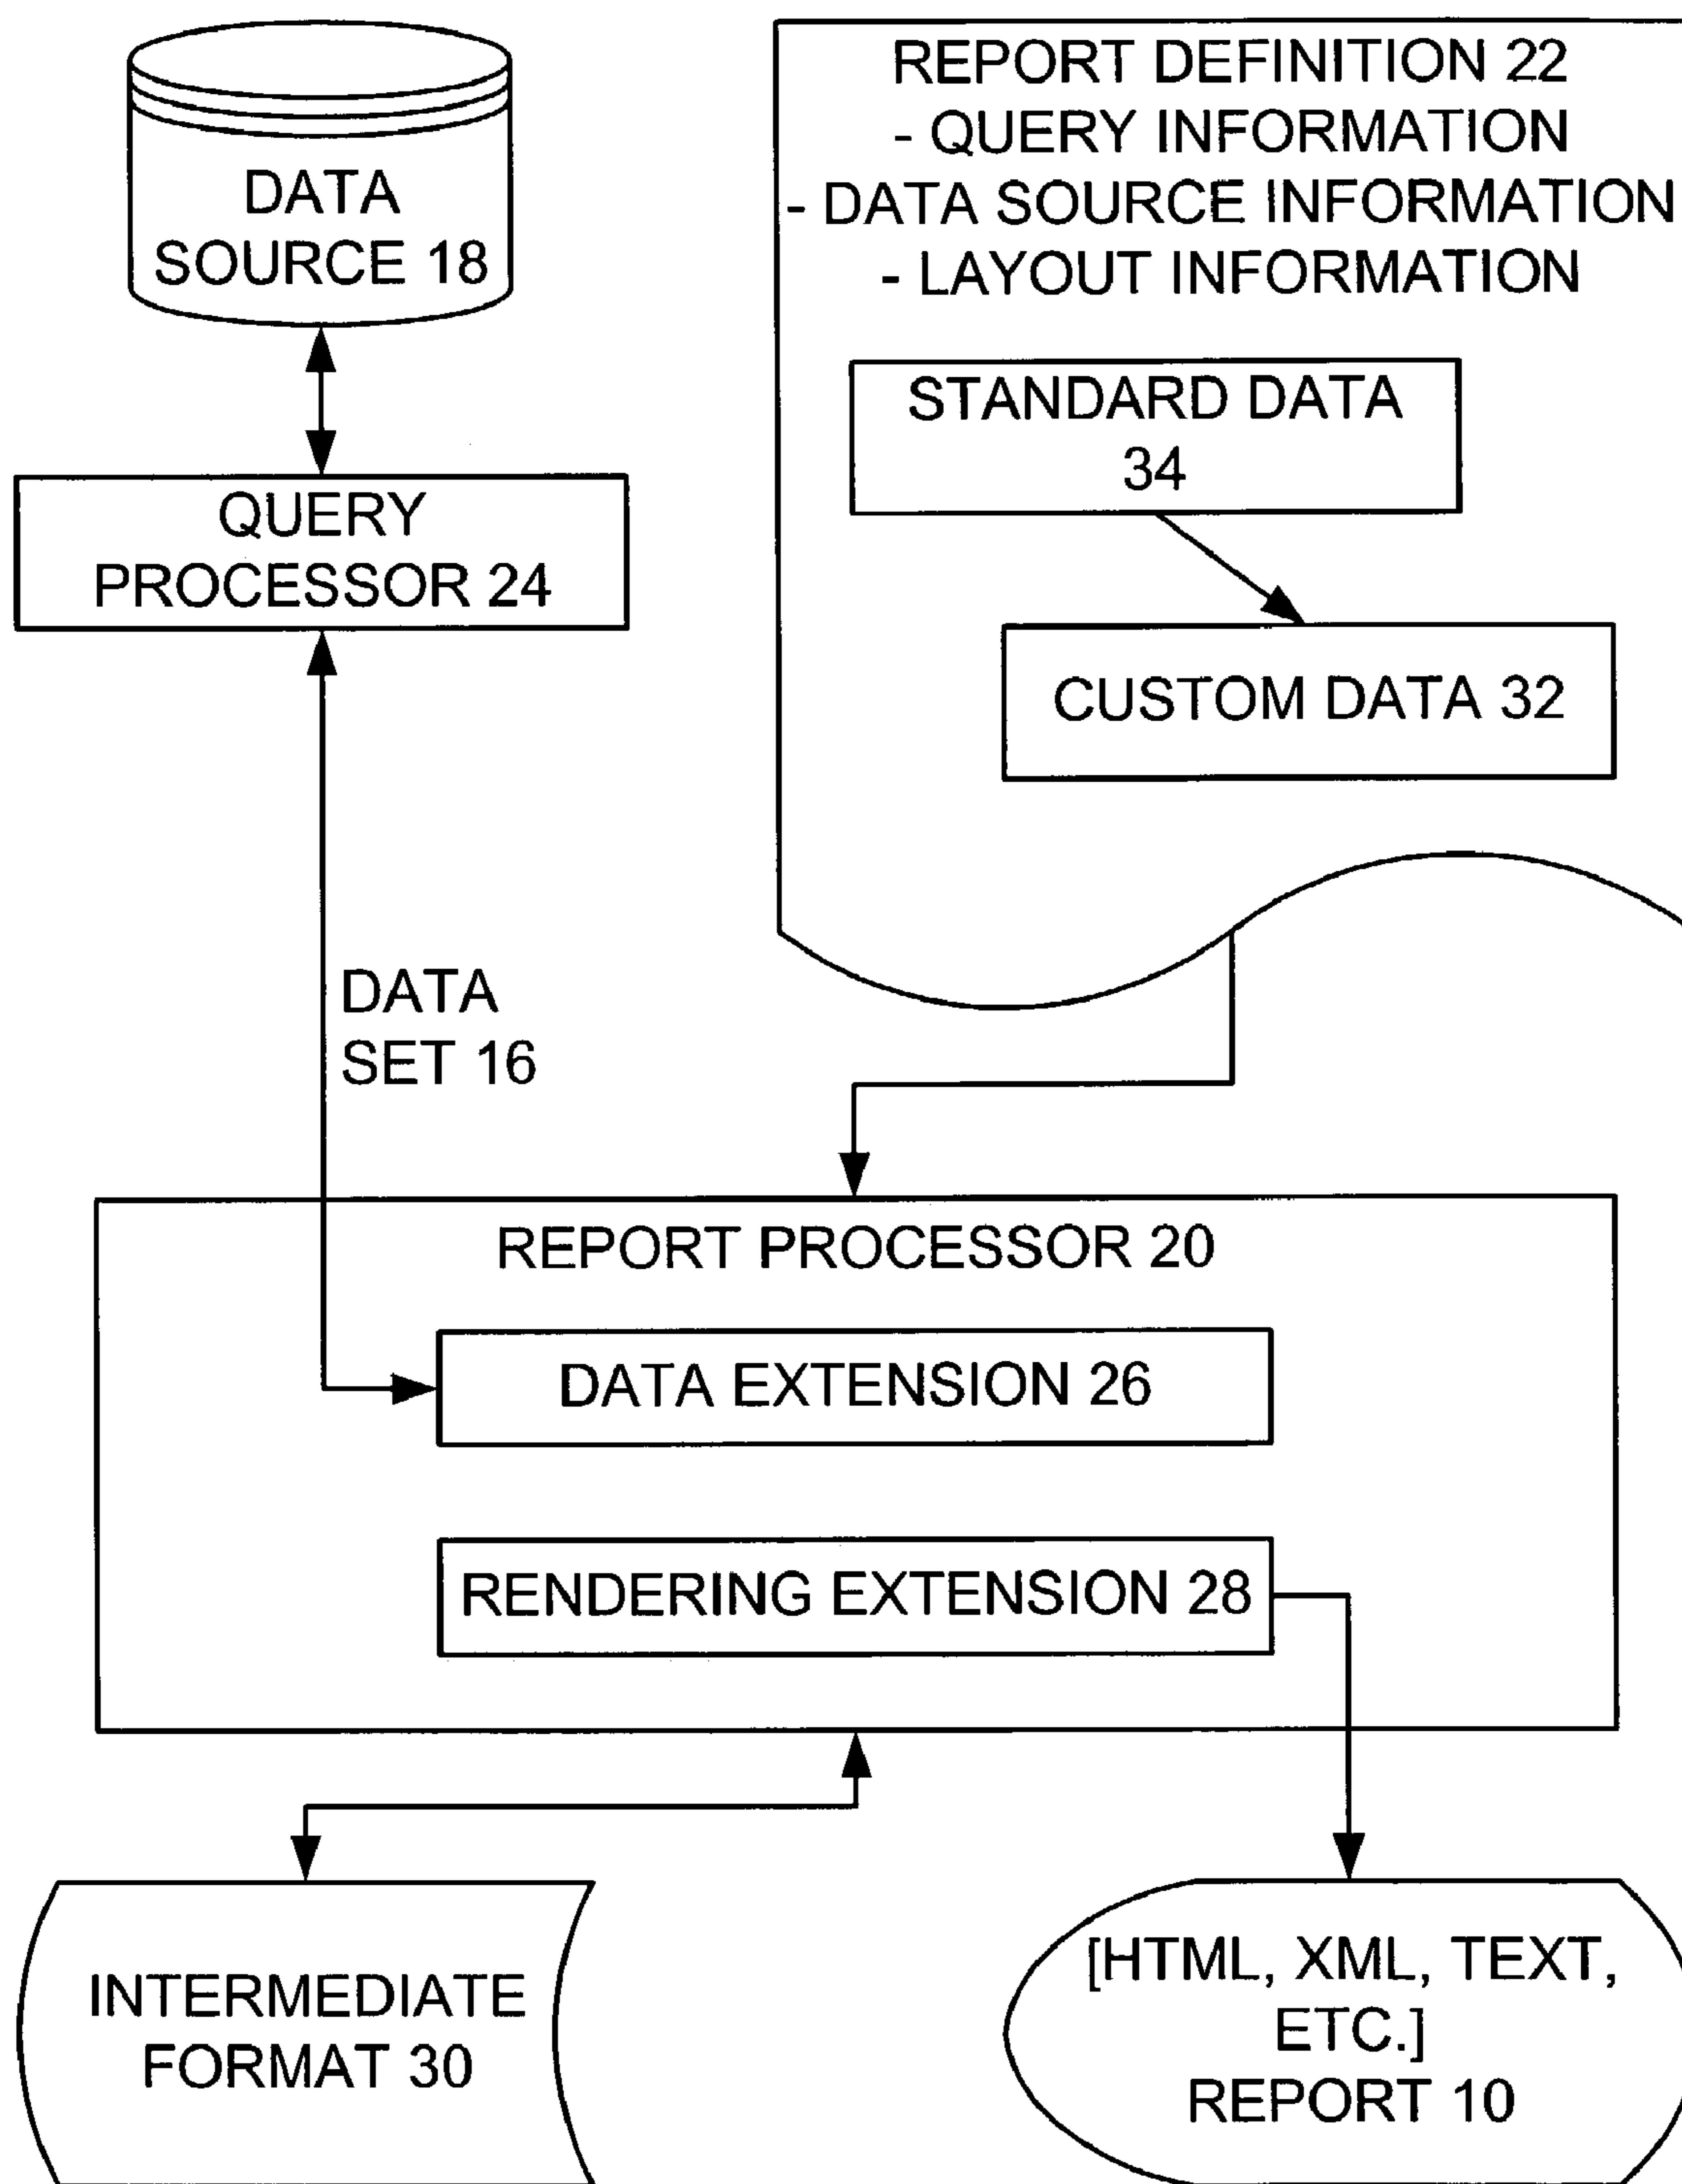 DATA
SOURCE 18
REPORT DEFINITION 22
- QUERY INFORMATION
- DATA SOURCE INFORMATION
- LAYOUT INFORMATION
STANDARD DATA
34
QUERY
PROCESSOR 24
CUSTOM DATA 32
DATA
SET 16
REPORT PROCESSOR 20
DATA EXTENSION 26
RENDERING EXTENSION 28
INTERMEDIATE
FORMAT 30
[HTML, XML, TEXT,
ETC.]
REPORT 10